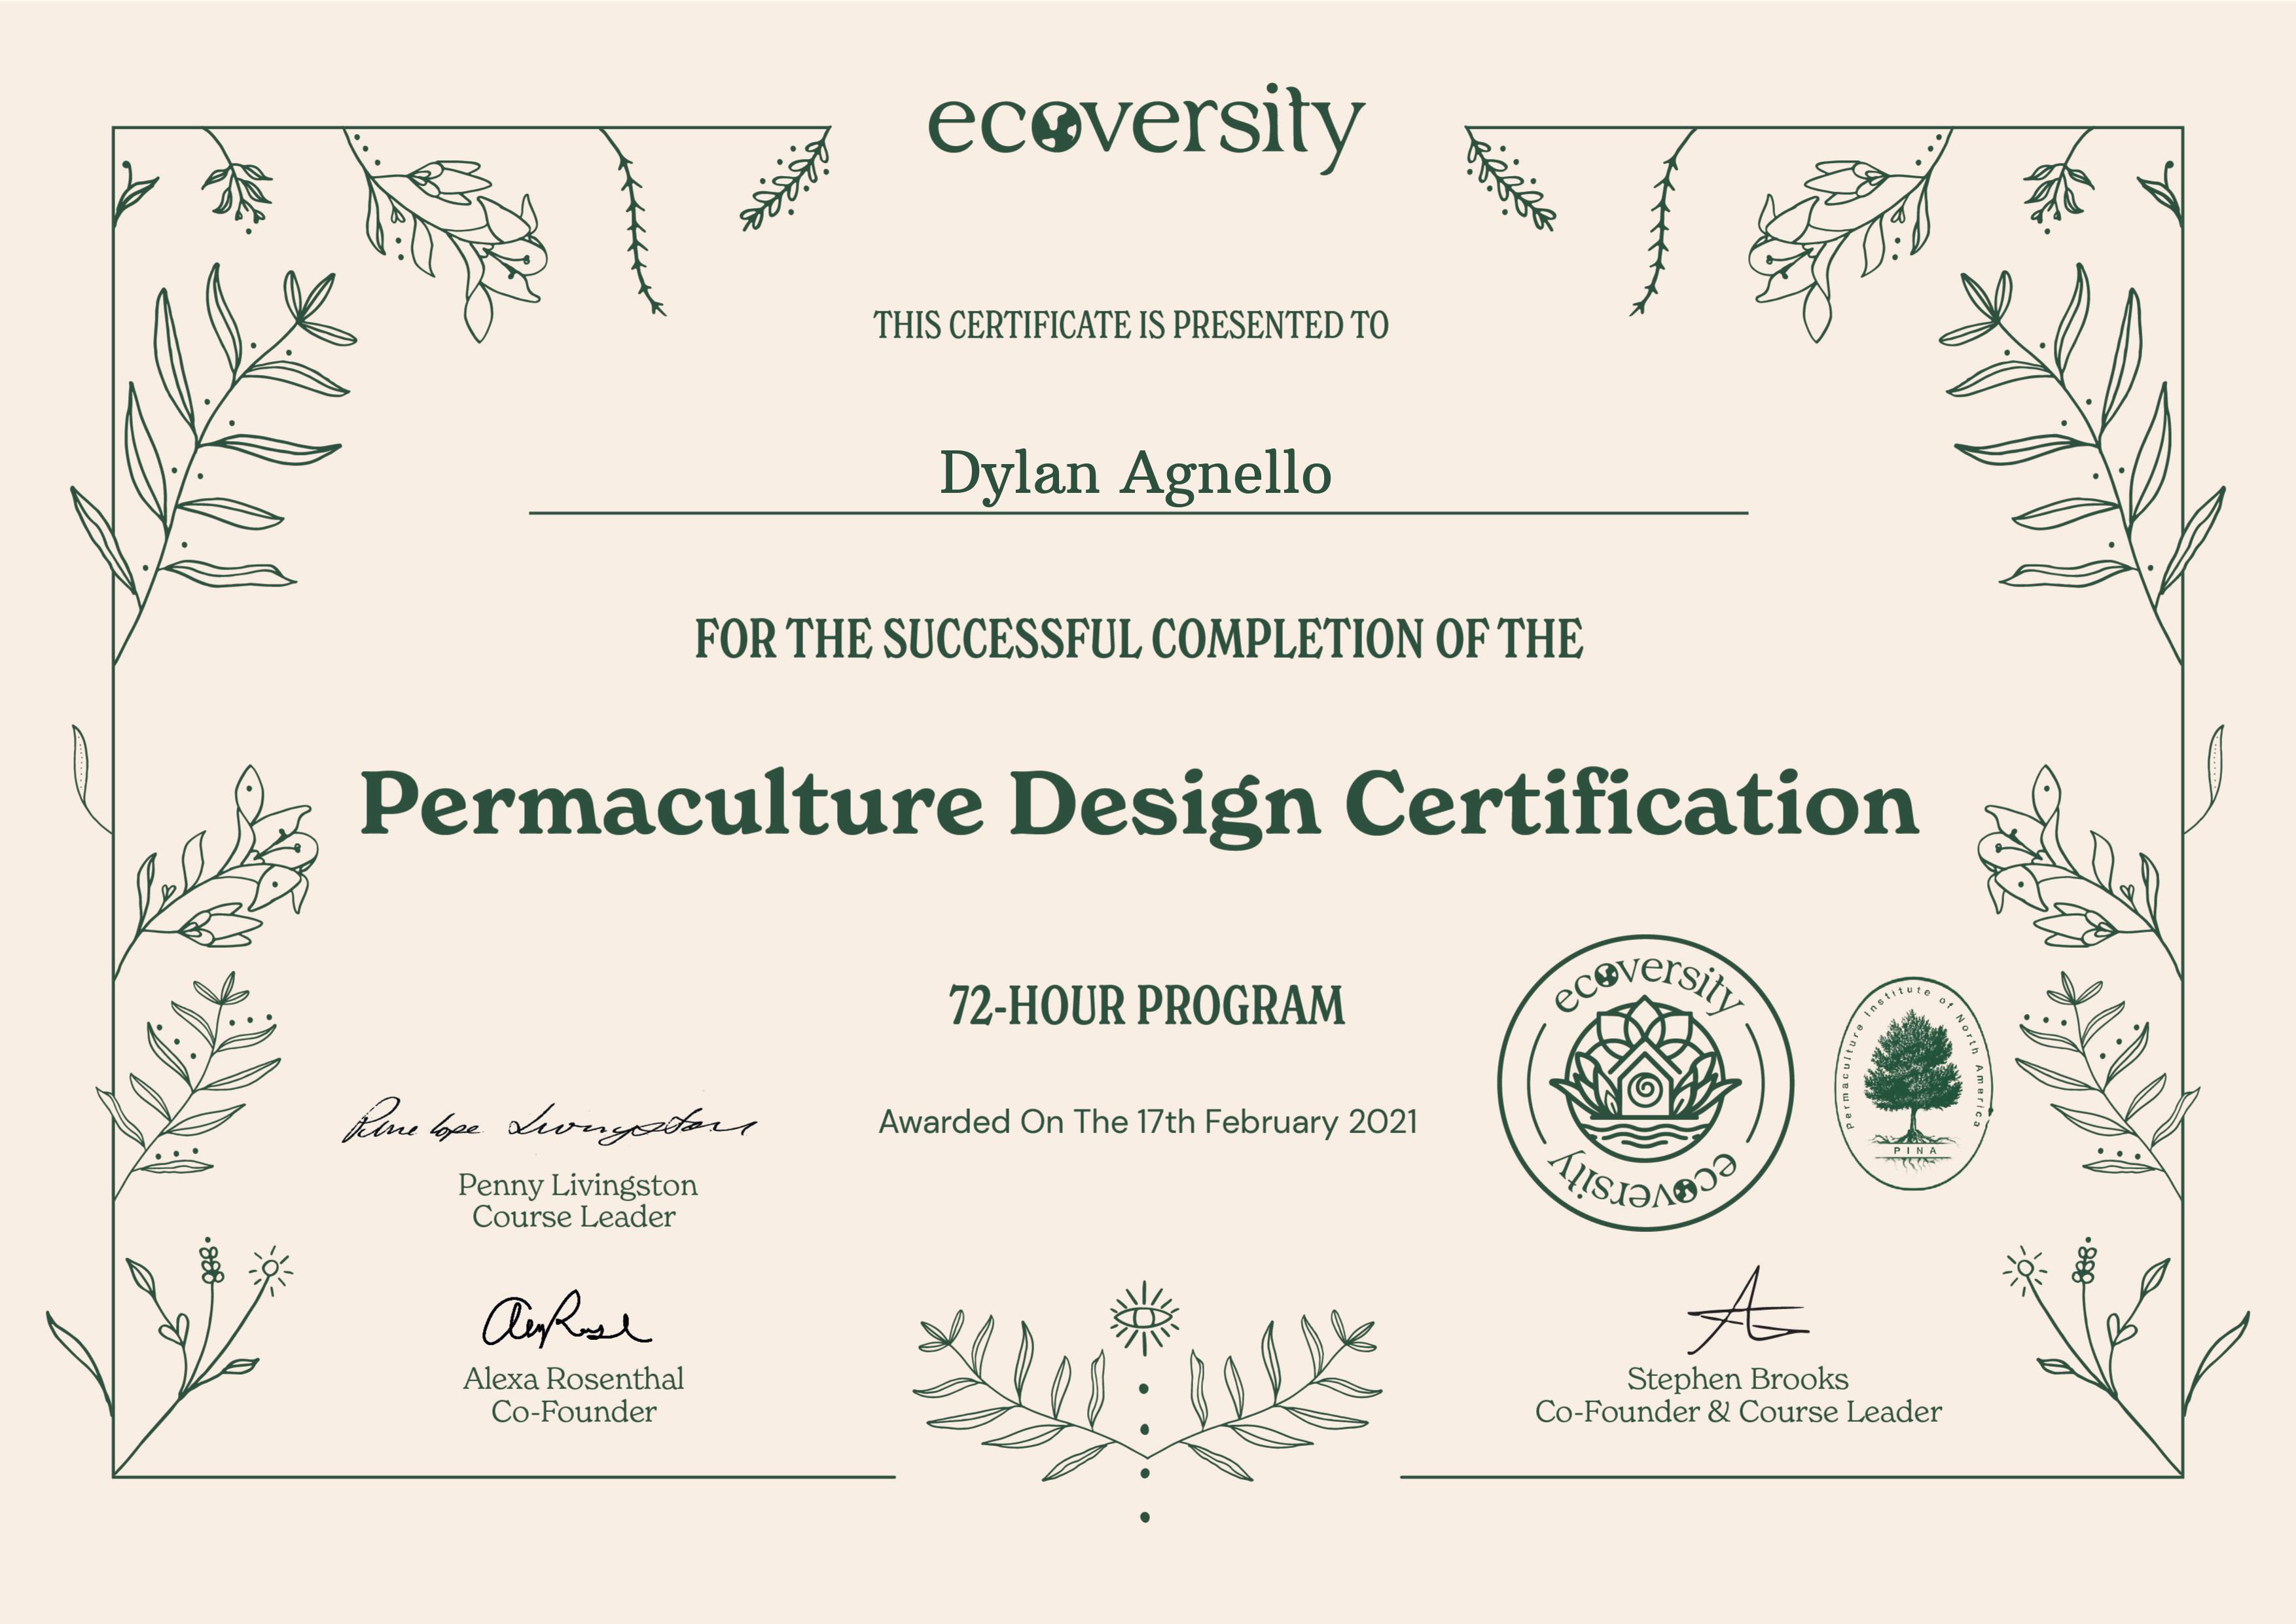 ecoversity
THIS CERTIFICATE IS PRESENTED TO
Dylan Agnello
FOR THE SUCCESSFUL COMPLETION OF THE
Permaculture Design Certification
72-HOUR PROGRAM
Awarded On The 17th February 2021
Penelope Livingston
Penny Livingston
Course Leader
ecoversity
ecoversity
Permaculture Institute of North America
PINA
Alexa Rosenthal
Co-Founder
Stephen Brooks
Co-Founder & Course Leader